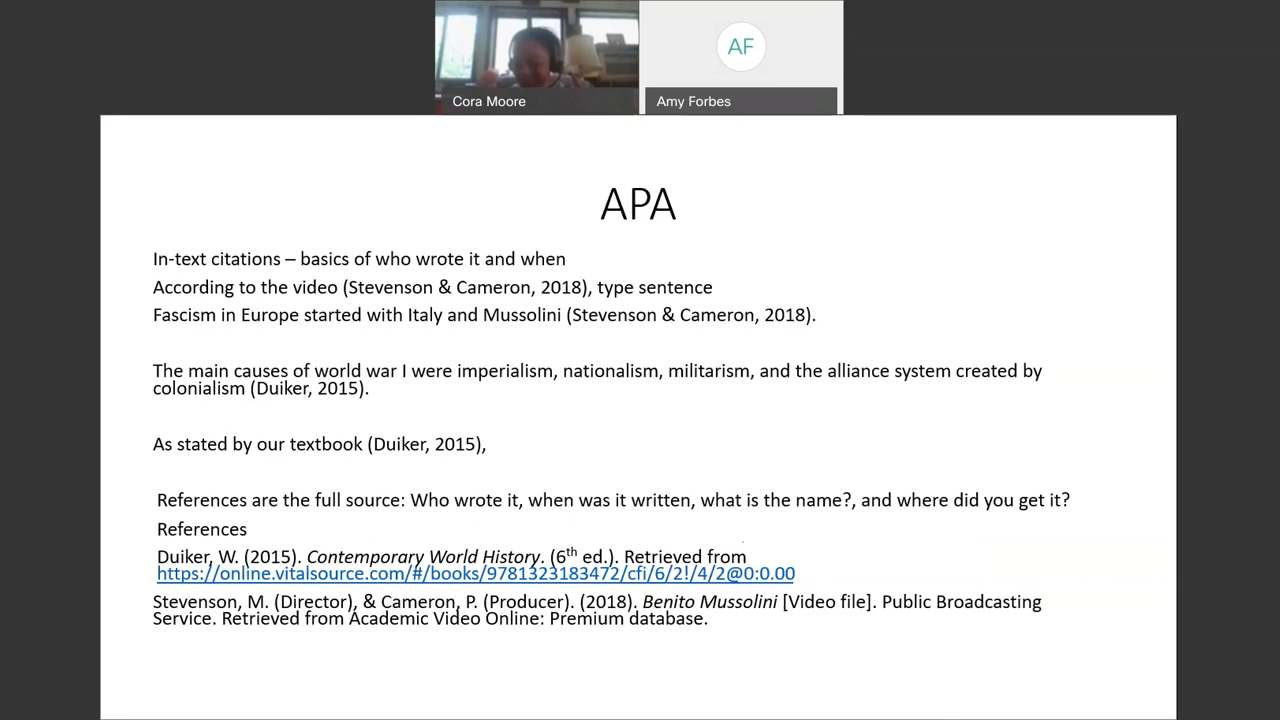 AF
Cora Moore
Amy Forbes
APA
In-text citations – basics of who wrote it and when
According to the video (Stevenson & Cameron, 2018), type sentence
Fascism in Europe started with Italy and Mussolini (Stevenson & Cameron, 2018).
The main causes of world war I were imperialism, nationalism, militarism, and the alliance system created by
colonialism (Duiker, 2015).
As stated by our textbook (Duiker, 2015),
References are the full source: Who wrote it, when was it written, what is the name?, and where did you get it?
References
Duiker, W. (2015). Contemporary World History. (6th ed.). Retrieved from
https://online.vitalsource.com/#/books/9781323183472/cfi/6/2!/4/2@0:0.00
Stevenson, M. (Director), & Cameron, P. (Producer). (2018). Benito Mussolini [Video file]. Public Broadcasting
Service. Retrieved from Academic Video Online: Premium database.